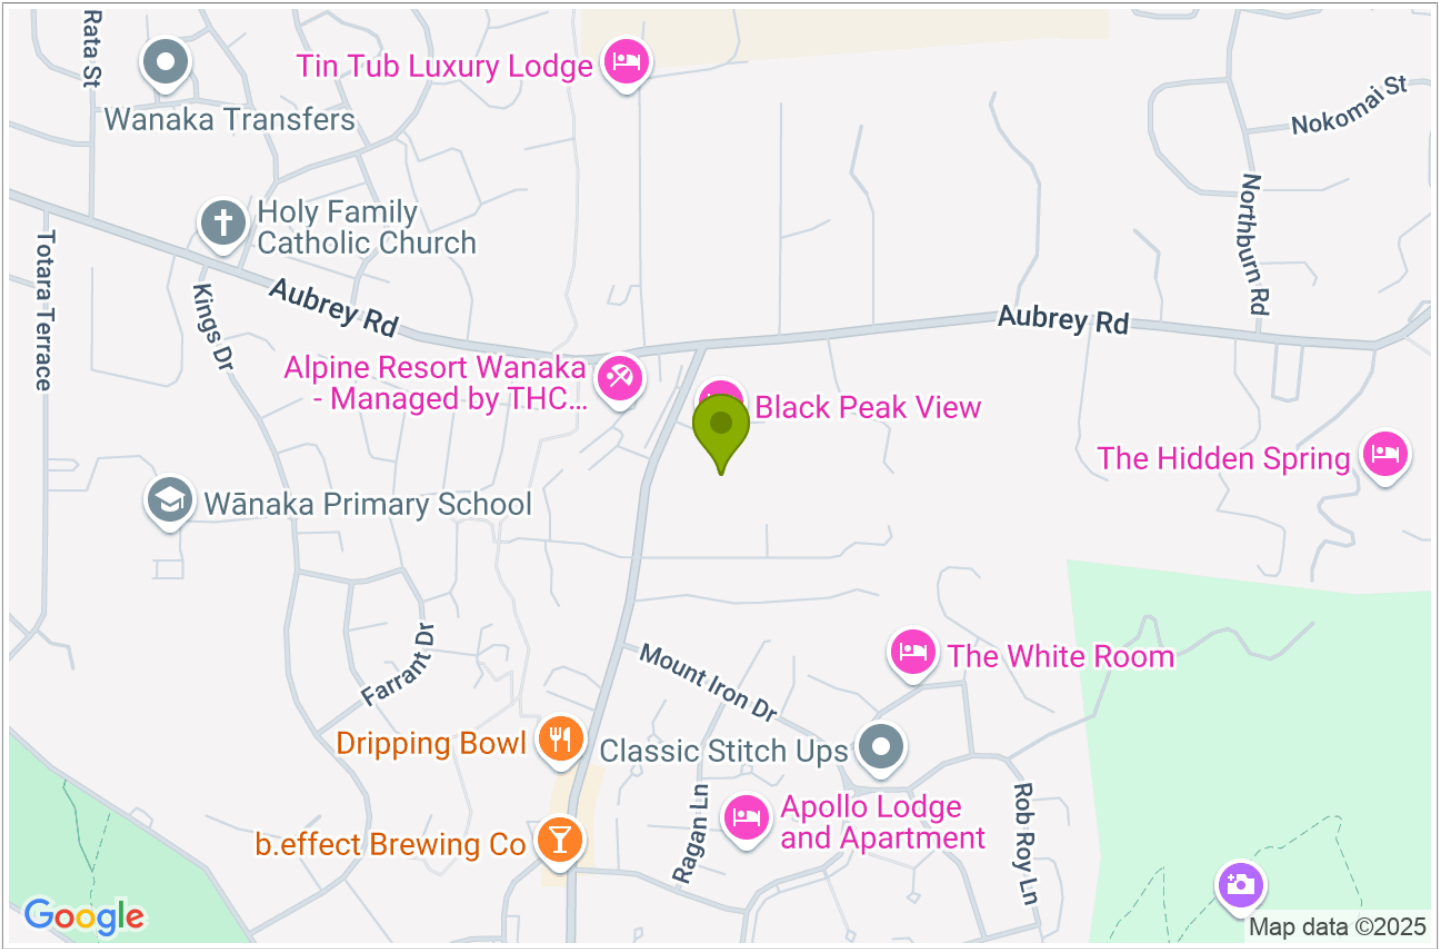 Rata St
Tin Tub Luxury Lodge
Wanaka Transfers
Nokomai St
Northburn Rd
Holy Family
Catholic Church
Totara Terrace
Kings Dr
Aubrey Rd
Aubrey Rd
Alpine Resort Wanaka
- Managed by THC...
Black Peak View
The Hidden Spring
Wānaka Primary School
Farrant Dr
Mount Iron Dr
The White Room
Dripping Bowl
Classic Stitch Ups
Ragan Ln
Apollo Lodge
and Apartment
Rob Roy Ln
b.effect Brewing Co
Google
Map data ©2025